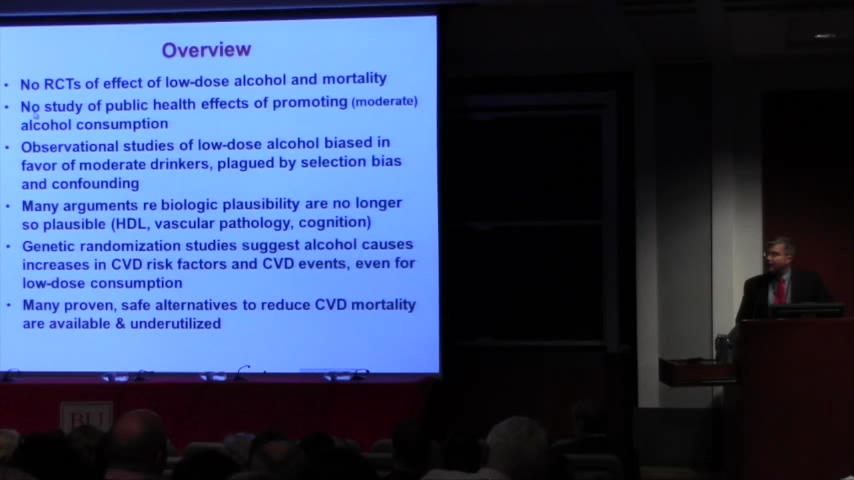 Overview
• No RCTs of effect of low-dose alcohol and mortality
• No study of public health effects of promoting (moderate)
alcohol consumption
• Observational studies of low-dose alcohol biased in
favor of moderate drinkers, plagued by selection bias
and confounding
• Many arguments re biologic plausibility are no longer
so plausible (HDL, vascular pathology, cognition)
• Genetic randomization studies suggest alcohol causes
increases in CVD risk factors and CVD events, even for
low-dose consumption
• Many proven, safe alternatives to reduce CVD mortality
are available & underutilized
BU